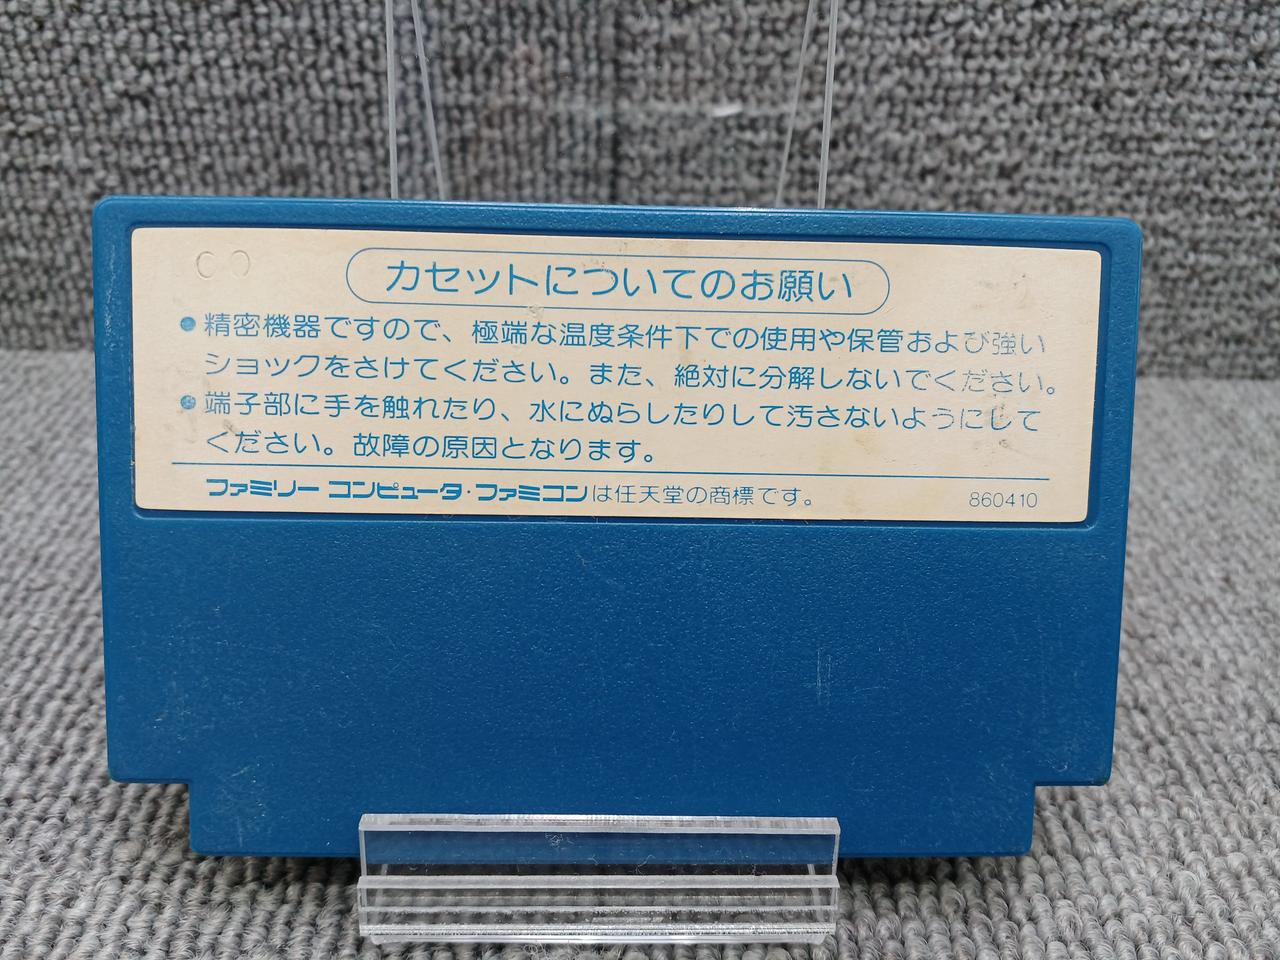 カセットについてのお願い
●精密機器ですので、極端な温度条件下での使用や保管および強い
ショックをさけてください。また、絶対に分解しないでください。
●端子部に手を触れたり、水にぬらしたりして汚さないようにして
ください。故障の原因となります。
ファミリー コンピュータ・ファミコンは任天堂の商標です。 860410